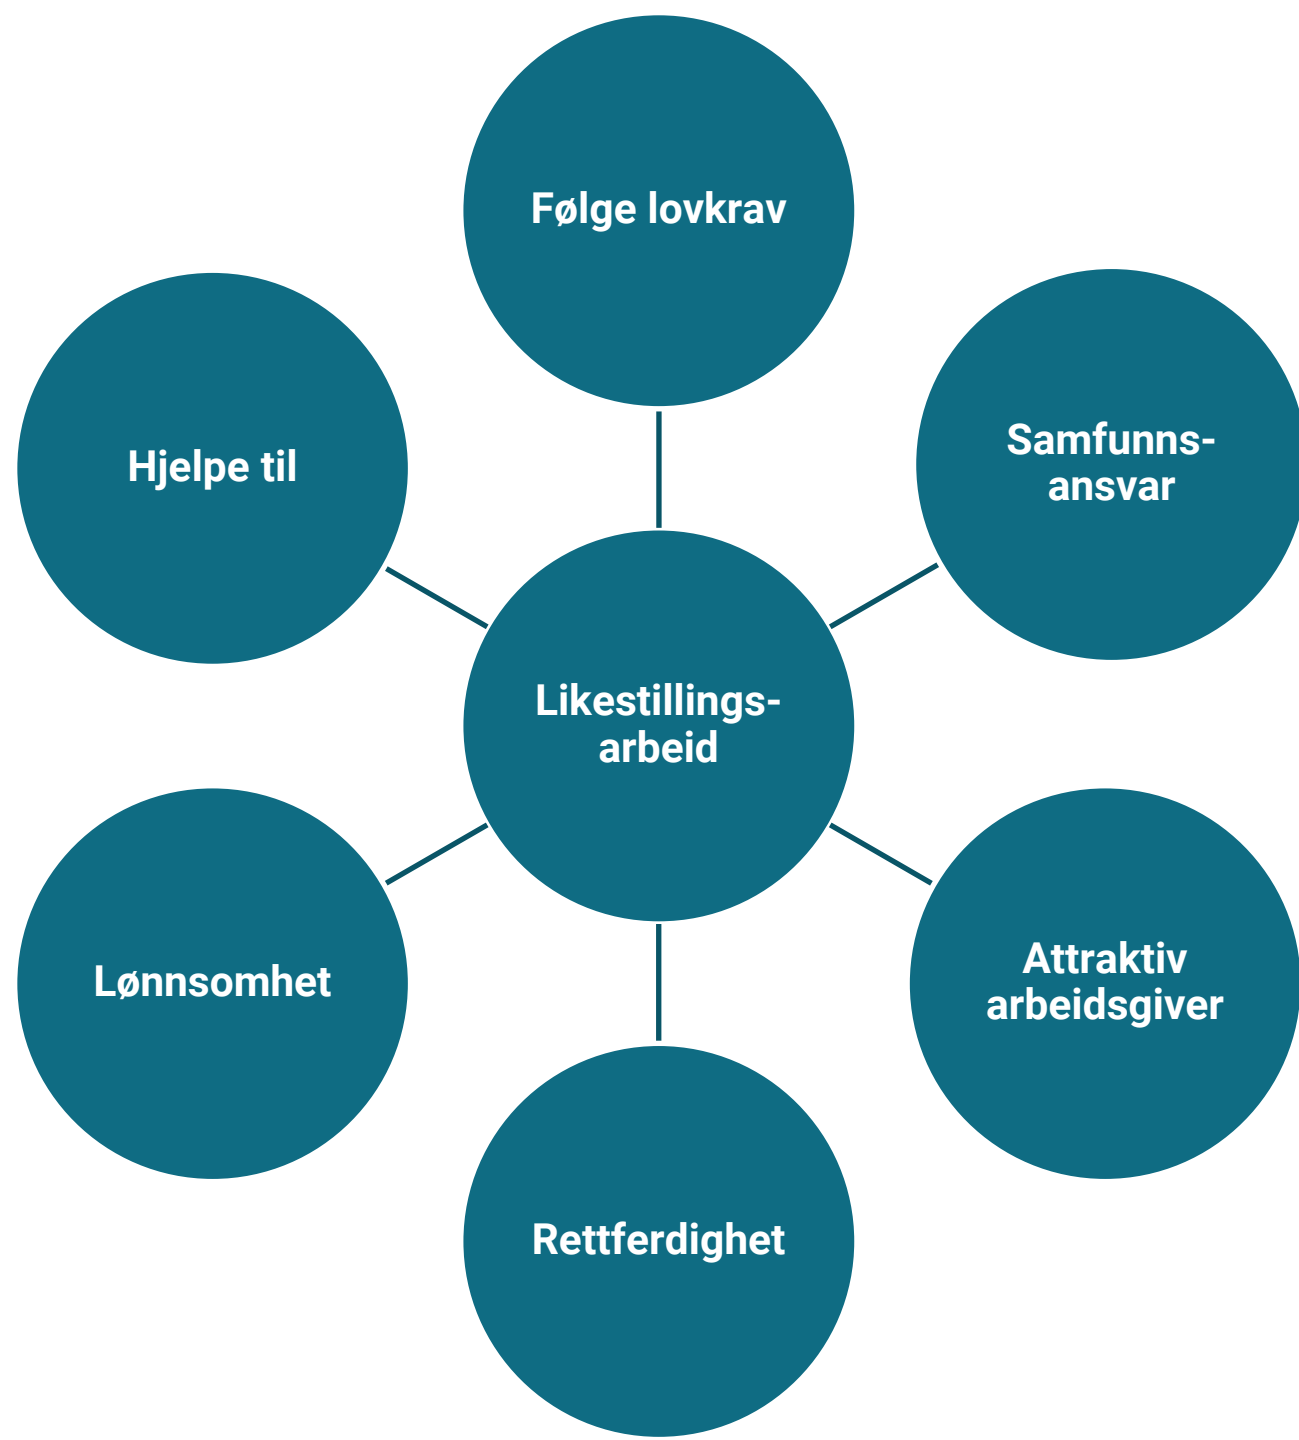 Følge lovkrav
Samfunns-
ansvar
Hjelpe til
Likestillings-
arbeid
Attraktiv
arbeidsgiver
Lønnsomhet
Rettferdighet